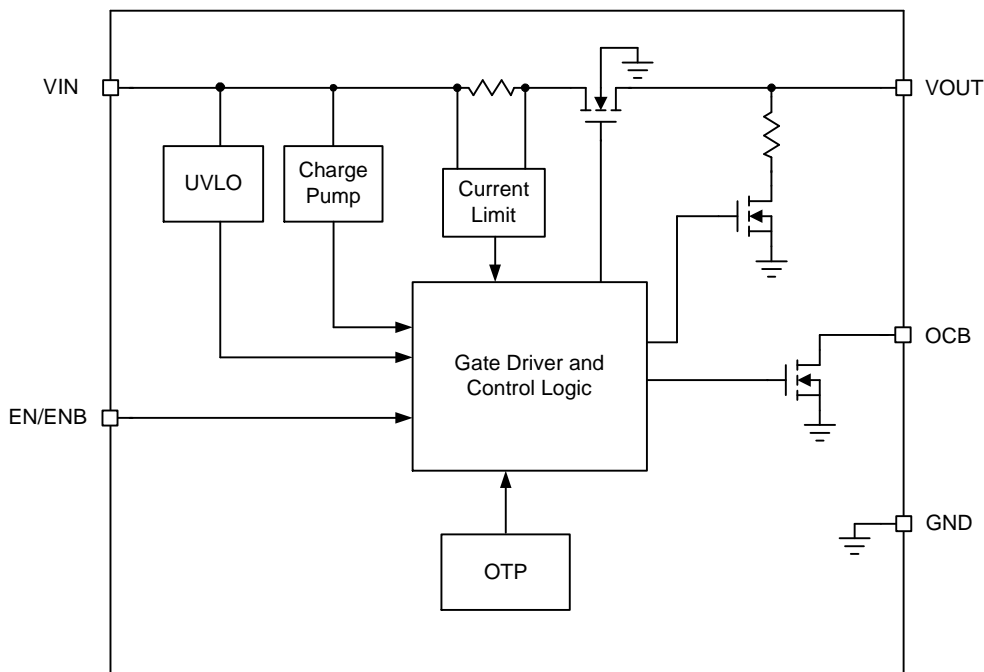 VIN
VOUT
UVLO
Charge
Pump
Current
Limit
OCB
Gate Driver and
Control Logic
EN/ENB
GND
OTP